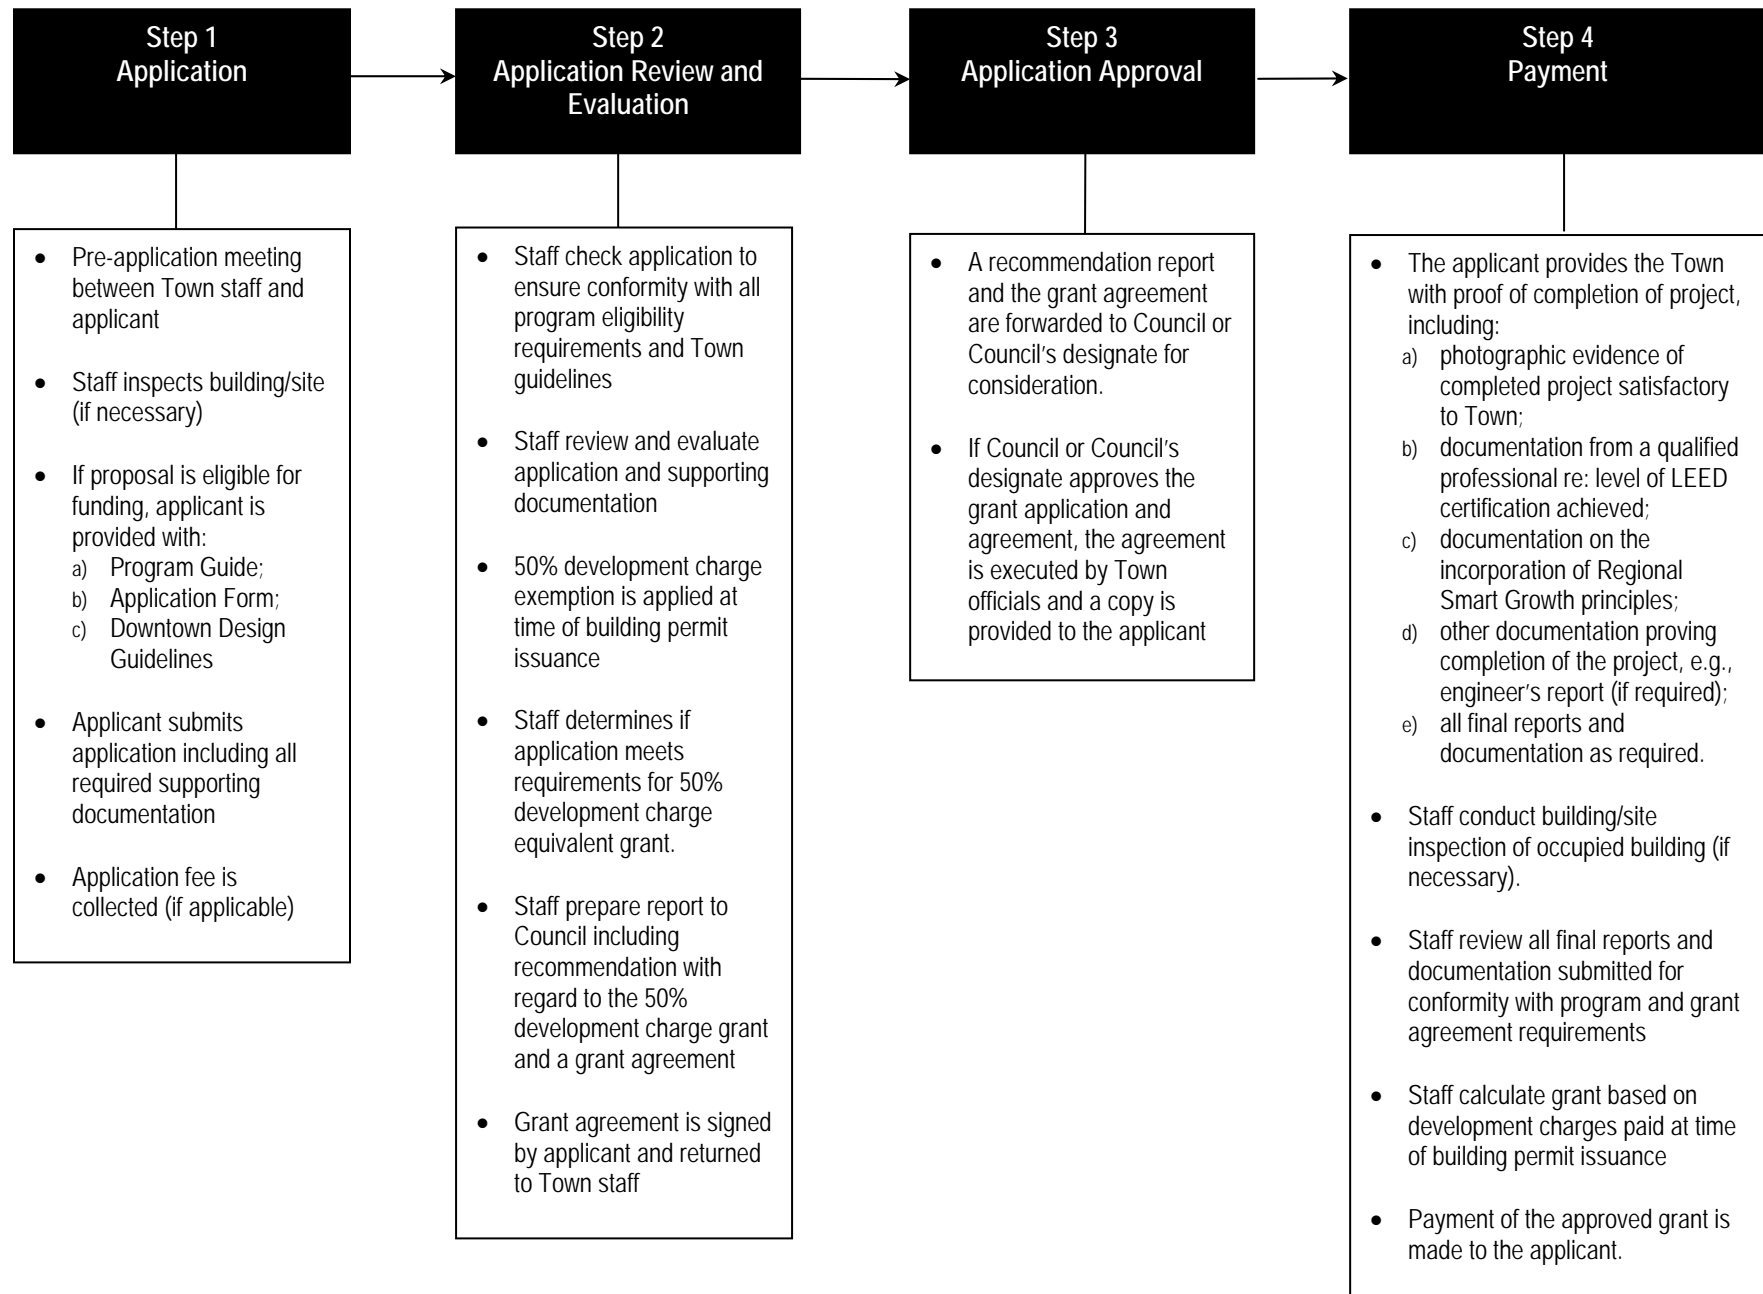 Step 1
Application
Step 2
Application Review and
Evaluation
Step 3
Application Approval
Step 4
Payment
• Pre-application meeting
between Town staff and
applicant
• Staff inspects building/site
(if necessary)
• If proposal is eligible for
funding, applicant is
provided with:
a) Program Guide;
b) Application Form;
c) Downtown Design
Guidelines
• Applicant submits
application including all
required supporting
documentation
• Application fee is
collected (if applicable)
• Staff check application to
ensure conformity with all
program eligibility
requirements and Town
guidelines
• Staff review and evaluate
application and supporting
documentation
• 50% development charge
exemption is applied at
time of building permit
issuance
• Staff determines if
application meets
requirements for 50%
development charge
equivalent grant.
• Staff prepare report to
Council including
recommendation with
regard to the 50%
development charge grant
and a grant agreement
• Grant agreement is signed
by applicant and returned
to Town staff
• A recommendation report
and the grant agreement
are forwarded to Council or
Council's designate for
consideration.
• If Council or Council's
designate approves the
grant application and
agreement, the agreement
is executed by Town
officials and a copy is
provided to the applicant
• The applicant provides the Town
with proof of completion of project,
including:
a) photographic evidence of
completed project satisfactory
to Town;
b) documentation from a qualified
professional re: level of LEED
certification achieved;
c) documentation on the
incorporation of Regional
Smart Growth principles;
d) other documentation proving
completion of the project, e.g.,
engineer's report (if required);
e) all final reports and
documentation as required.
• Staff conduct building/site
inspection of occupied building (if
necessary).
• Staff review all final reports and
documentation submitted for
conformity with program and grant
agreement requirements
• Staff calculate grant based on
development charges paid at time
of building permit issuance
• Payment of the approved grant is
made to the applicant.